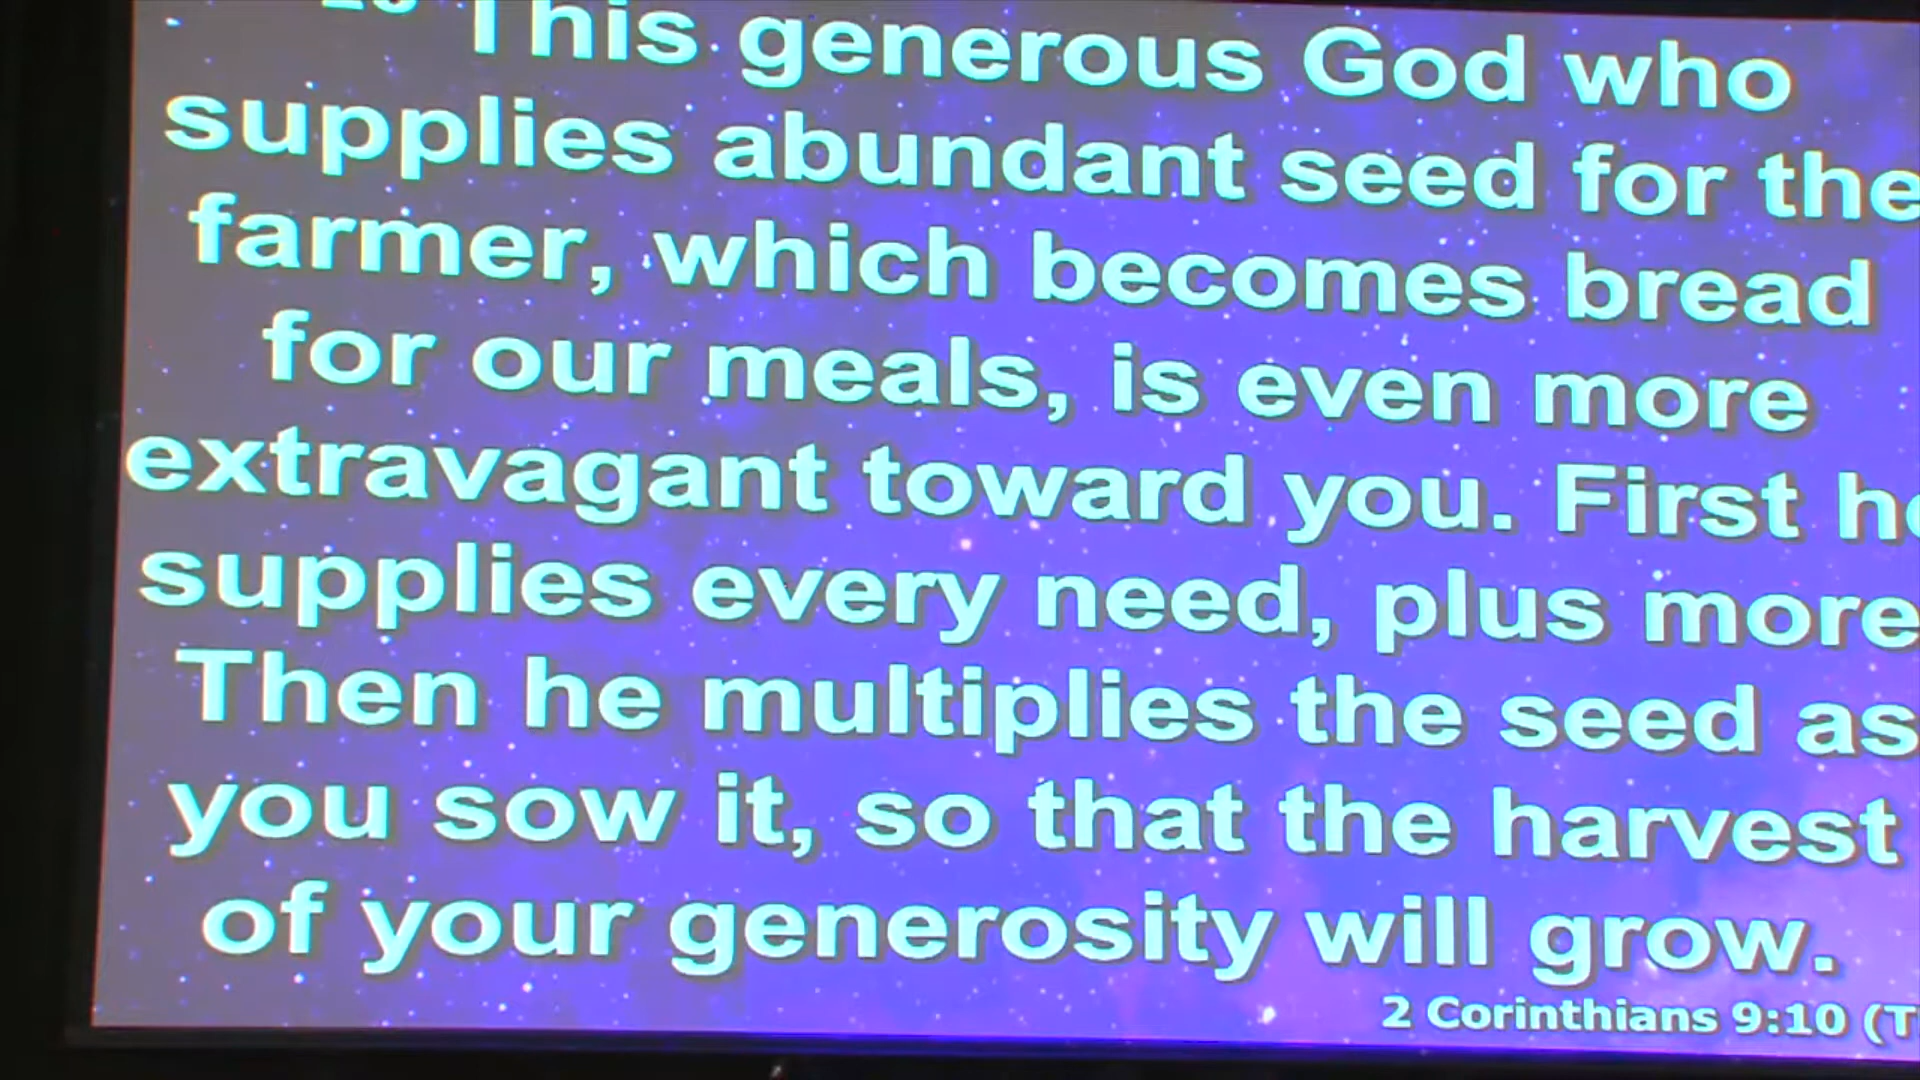 This generous God who
supplies abundant seed for the
farmer, which becomes bread
for our meals, is even more
extravagant toward you. First
supplies every need, plus more
Then he multiplies the seed as
you sow it, so that the harvest
of your generosity will grow.
2 Corinthians 9:10